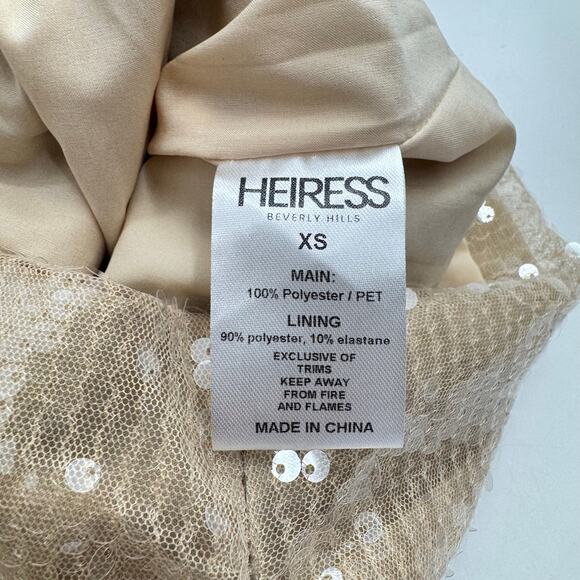 HEIRESS
BEVERLY HILLS
XS
MAIN:
100% Polyester / PET
LINING
90% polyester, 10% elastane
EXCLUSIVE OF
TRIMS
KEEP AWAY
FROM FIRE
AND FLAMES
MADE IN CHINA